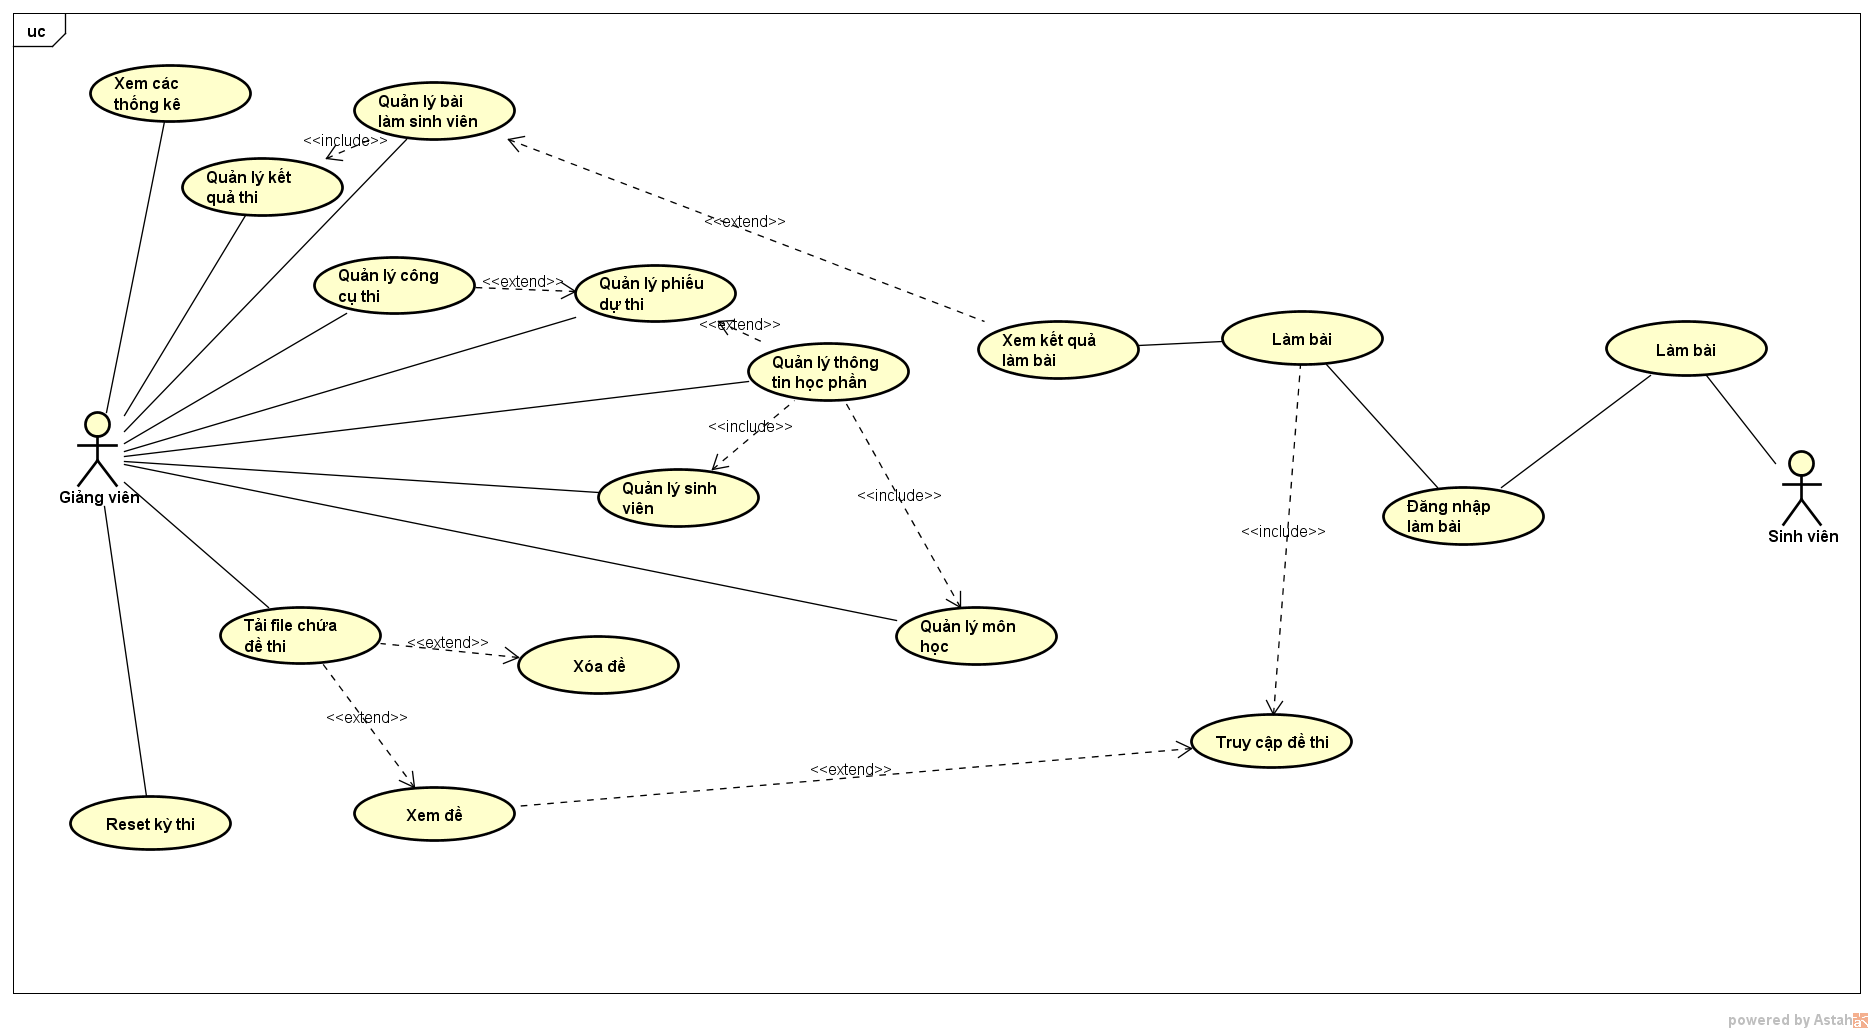 uc
Xem các
thống kê
Quản lý bài
làm sinh viên
<<include>>
Quản lý kết
quả thi
<<extend>>
Quản lý công
cụ thi
<<extend>>
Quản lý phiếu
dự thi
<<extend>>
Quản lý thông
tin học phần
Xem kết quả
làm bài
Làm bài
Làm bài
<<include>>
Giảng viên
Quản lý sinh
viên
<<include>>
Đăng nhập
làm bài
<<include>>
Sinh viên
Tải file chứa
đề thi
<<extend>>
Xóa đề
Quản lý môn
học
<<extend>>
Truy cập đề thi
<<extend>>
Xem đề
Reset kỳ thi
powered by Astah